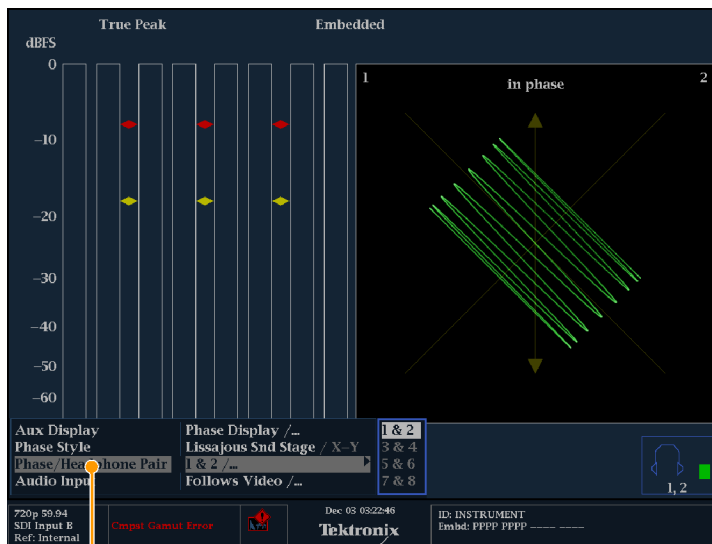 True Peak
Embedded
dBFS
0
−10
−20
−30
−40
−50
−60
1
in phase
2
Aux Display
Phase Display /...
1 & 2
Phase Style
Lissajous Snd Stage / X−Y
3 & 4
Phase/Headphone Pair
1 & 2 /...
5 & 6
Audio Input
Follows Video /...
7 & 8
1, 2
720p 59.94
SDI Input B
Ref: Internal
Cmpst Gamut Error
Dec 03 03:22:46
Tektronix
ID: INSTRUMENT
Embd: PPPP PPPP ---- ----